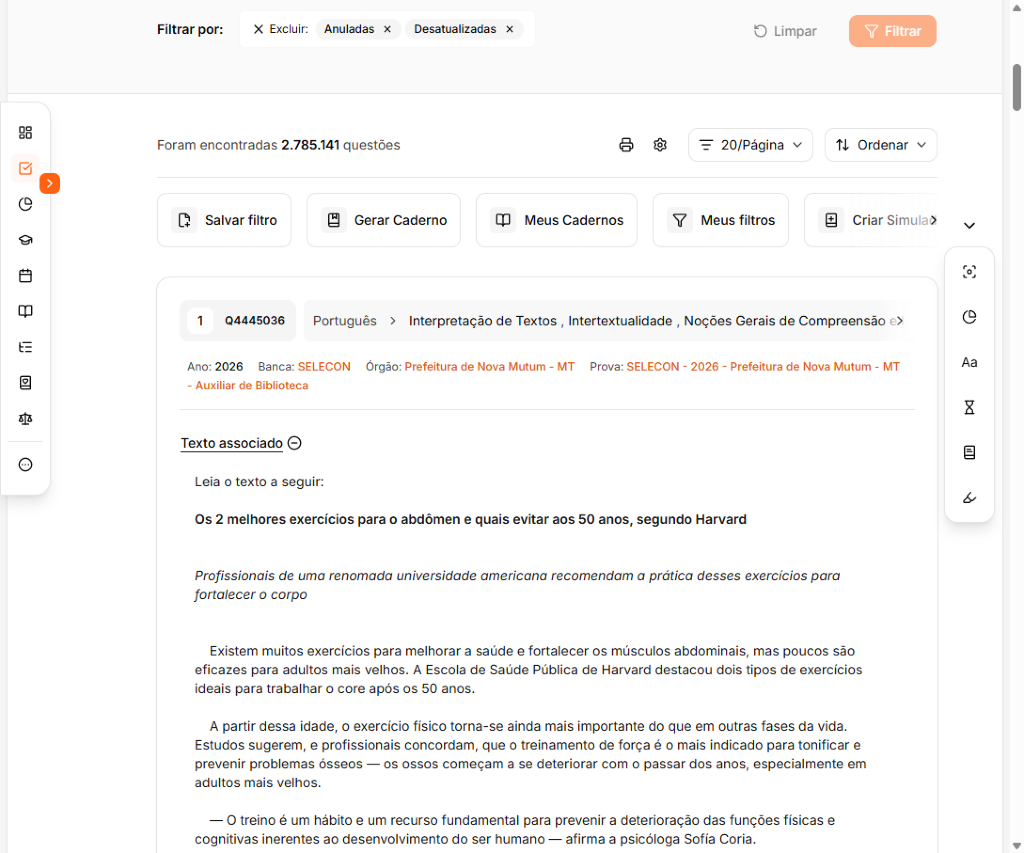 Filtrar por:
Excluir:
Anuladas
Desatualizadas
Limpar
Filtrar
Foram encontradas 2.785.141 questões
20/Página
Ordenar
Salvar filtro
Gerar Caderno
Meus Cadernos
Meus filtros
Criar Simula
1
Q4445036
Português > Interpretação de Textos , Intertextualidade , Noções Gerais de Compreensão e
Ano: 2026 Banca: SELECON Órgão: Prefeitura de Nova Mutum - MT Prova: SELECON - 2026 - Prefeitura de Nova Mutum - MT
- Auxiliar de Biblioteca
Texto associado
Aa
Leia o texto a seguir:
Os 2 melhores exercícios para o abdômen e quais evitar aos 50 anos, segundo Harvard
Profissionais de uma renomada universidade americana recomendam a prática desses exercícios para
fortalecer o corpo
Existem muitos exercícios para melhorar a saúde e fortalecer os músculos abdominais, mas poucos são
eficazes para adultos mais velhos. A Escola de Saúde Pública de Harvard destacou dois tipos de exercícios
ideais para trabalhar o core após os 50 anos.
A partir dessa idade, o exercício físico torna-se ainda mais importante do que em outras fases da vida.
Estudos sugerem, e profissionais concordam, que o treinamento de força é o mais indicado para tonificar e
prevenir problemas ósseos — os ossos começam a se deteriorar com o passar dos anos, especialmente em
adultos mais velhos.
— O treino é um hábito e um recurso fundamental para prevenir a deterioração das funções físicas e
cognitivas inerentes ao desenvolvimento do ser humano — afirma a psicóloga Sofía Coria.